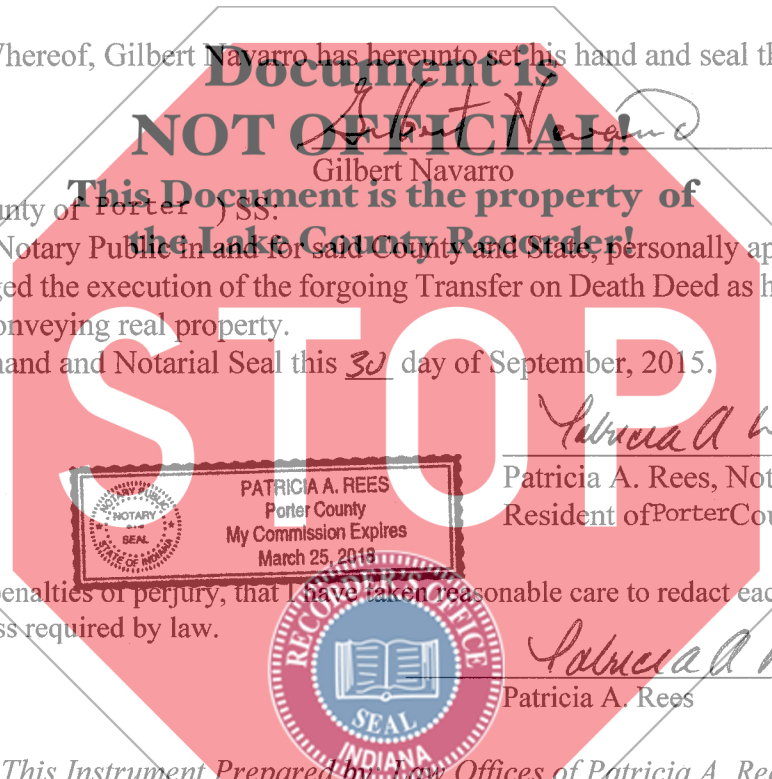 Whereof, Gilbert Navarro has hereunto set his hand and seal th
Document is
NOT OFFICIAL!
Gilbert Navarro
Gilbert Navarro
This Document is the property of
the Lake County Recorder!
unty of Porter ) SS:
Notary Public in and for said County and State, personally ap
ged the execution of the forgoing Transfer on Death Deed as h
onveying real property.
hand and Notarial Seal this 30 day of September, 2015.
STOP
Patricia A
Patricia A. Rees, Not
Resident of Porter Cou
NOTARY PUBLIC
NOTARY
SEAL
STATE OF INDIANA
PATRICIA A. REES
Porter County
My Commission Expires
March 25, 2018
penalties of perjury, that I have taken reasonable care to redact eac
ss required by law.
Patricia A
Patricia A. Rees
RECORDER'S OFFICE
SEAL
INDIANA
This Instrument Prepared by: Law Offices of Patricia A. Ree